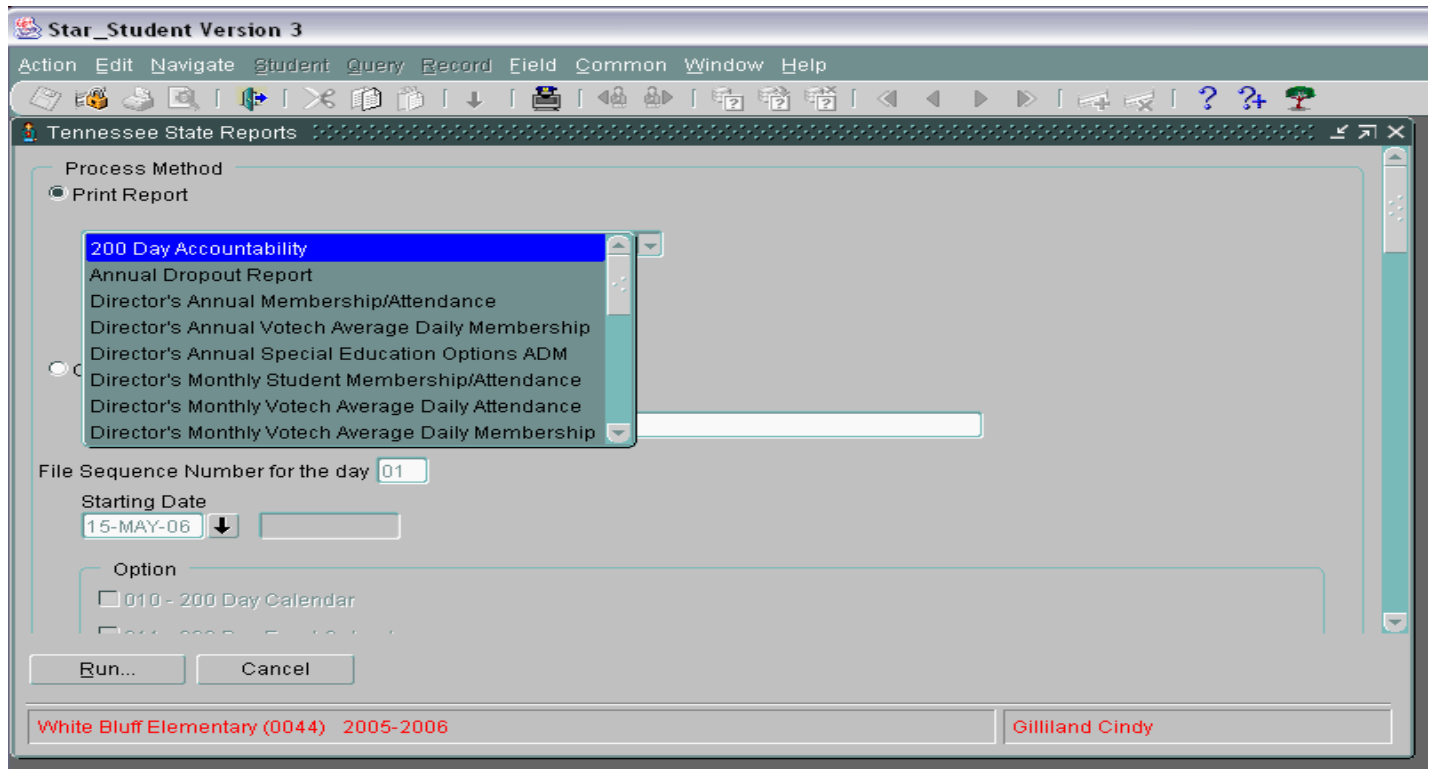 Star_Student Version 3
Action Edit Navigate Student Query Record Field Common Window Help
Tennessee State Reports
Process Method
Print Report
200 Day Accountability
Annual Dropout Report
Director's Annual Membership/Attendance
Director's Annual Votech Average Daily Membership
Director's Annual Special Education Options ADM
Director's Monthly Student Membership/Attendance
Director's Monthly Votech Average Daily Attendance
Director's Monthly Votech Average Daily Membership
File Sequence Number for the day 01
Starting Date
15-MAY-06
Option
010 - 200 Day Calendar
Run... Cancel
White Bluff Elementary (0044) 2005-2006 Gilliland Cindy